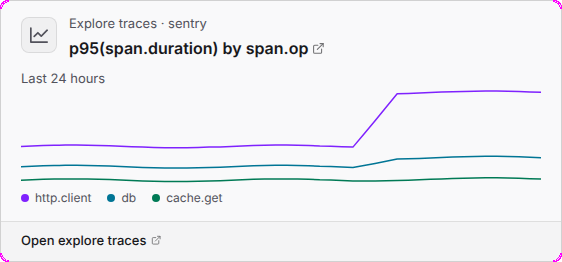 Explore traces · sentry
p95(span.duration) by span.op
Last 24 hours
http.client db cache.get
Open explore traces